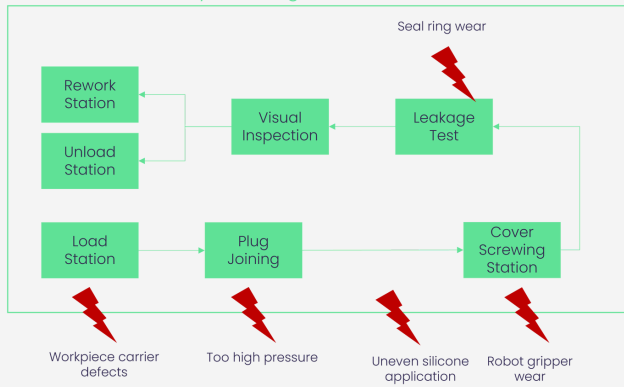 Seal ring wear
Rework
Station
Visual
Inspection
Leakage
Test
Unload
Station
Load
Station
Plug
Joining
Cover
Screwing
Station
Workpiece carrier
defects
Too high pressure
Uneven silicone
application
Robot gripper
wear